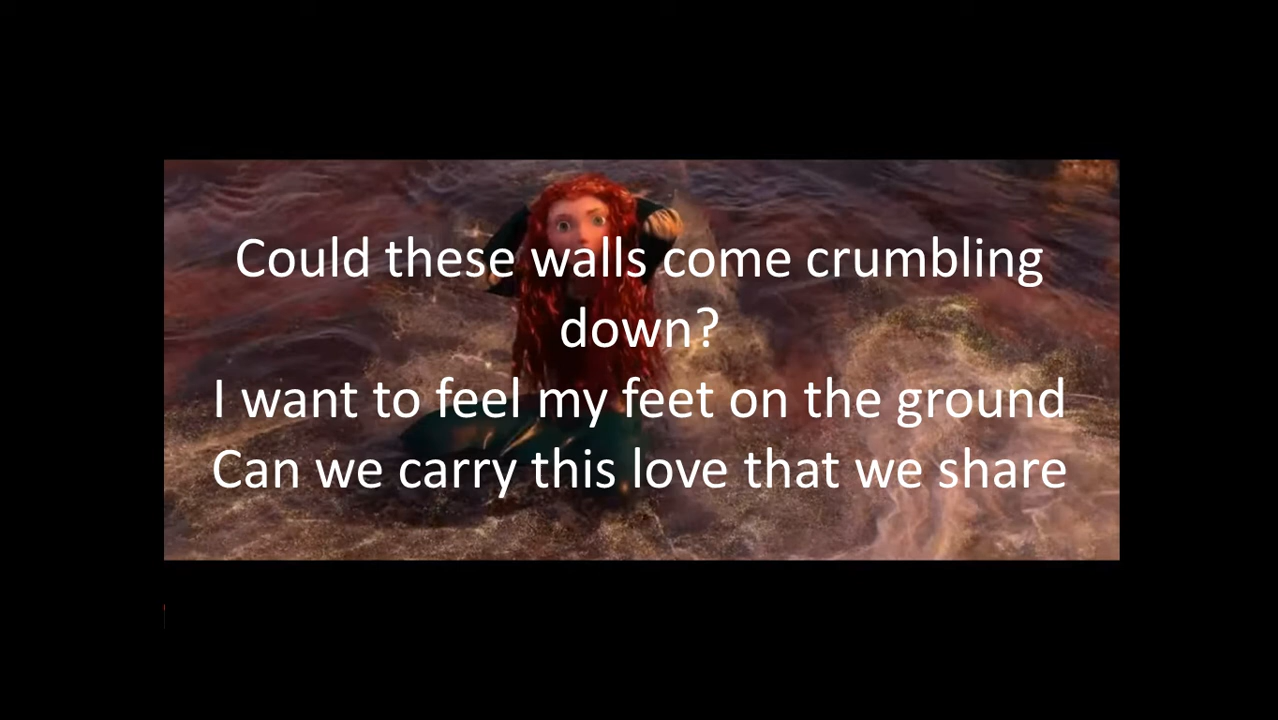 Could these walls come crumbling
down?
I want to feel my feet on the ground
Can we carry this love that we share